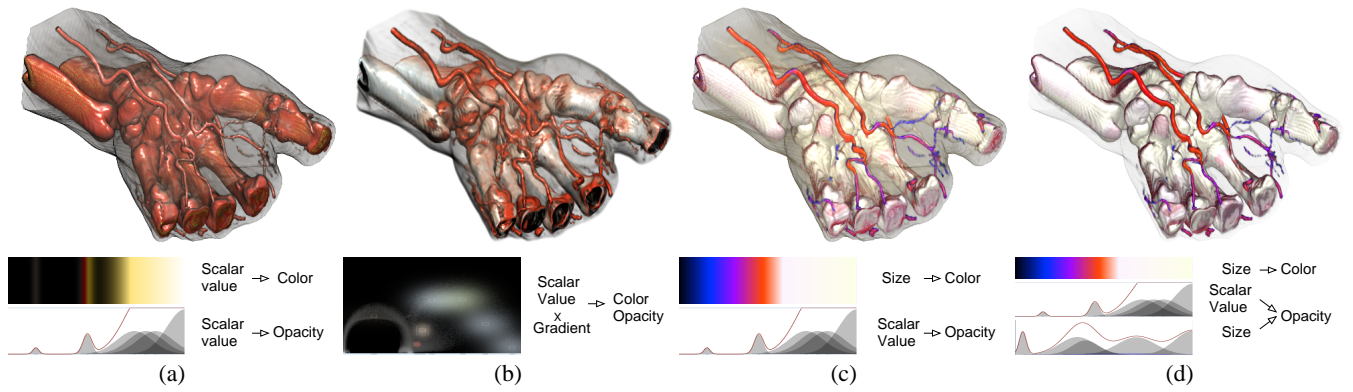 Scalar
value
Color
Scalar
value
Opacity
(a)
Scalar
Value
x
Gradient
Color
Opacity
(b)
Size
Color
Scalar
Value
Opacity
(c)
Size
Color
Scalar
Value
Size
Opacity
(d)